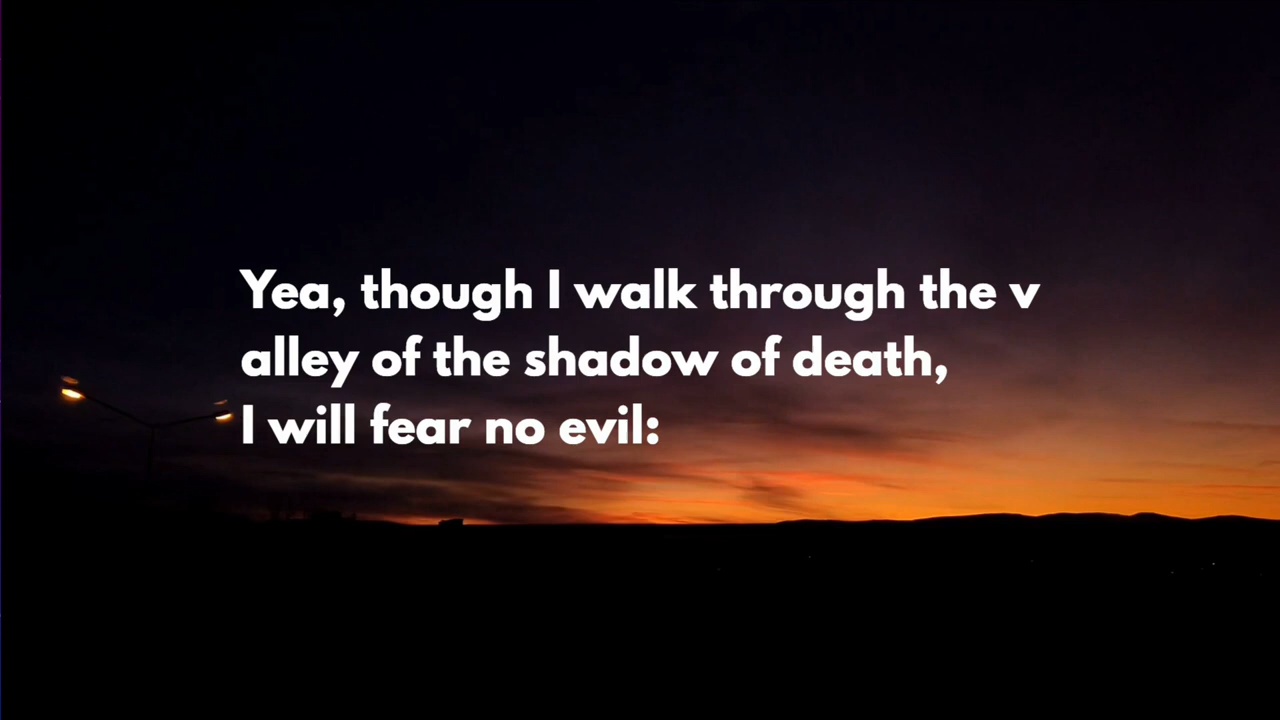 Yea, though I walk through the v
alley of the shadow of death,
I will fear no evil: